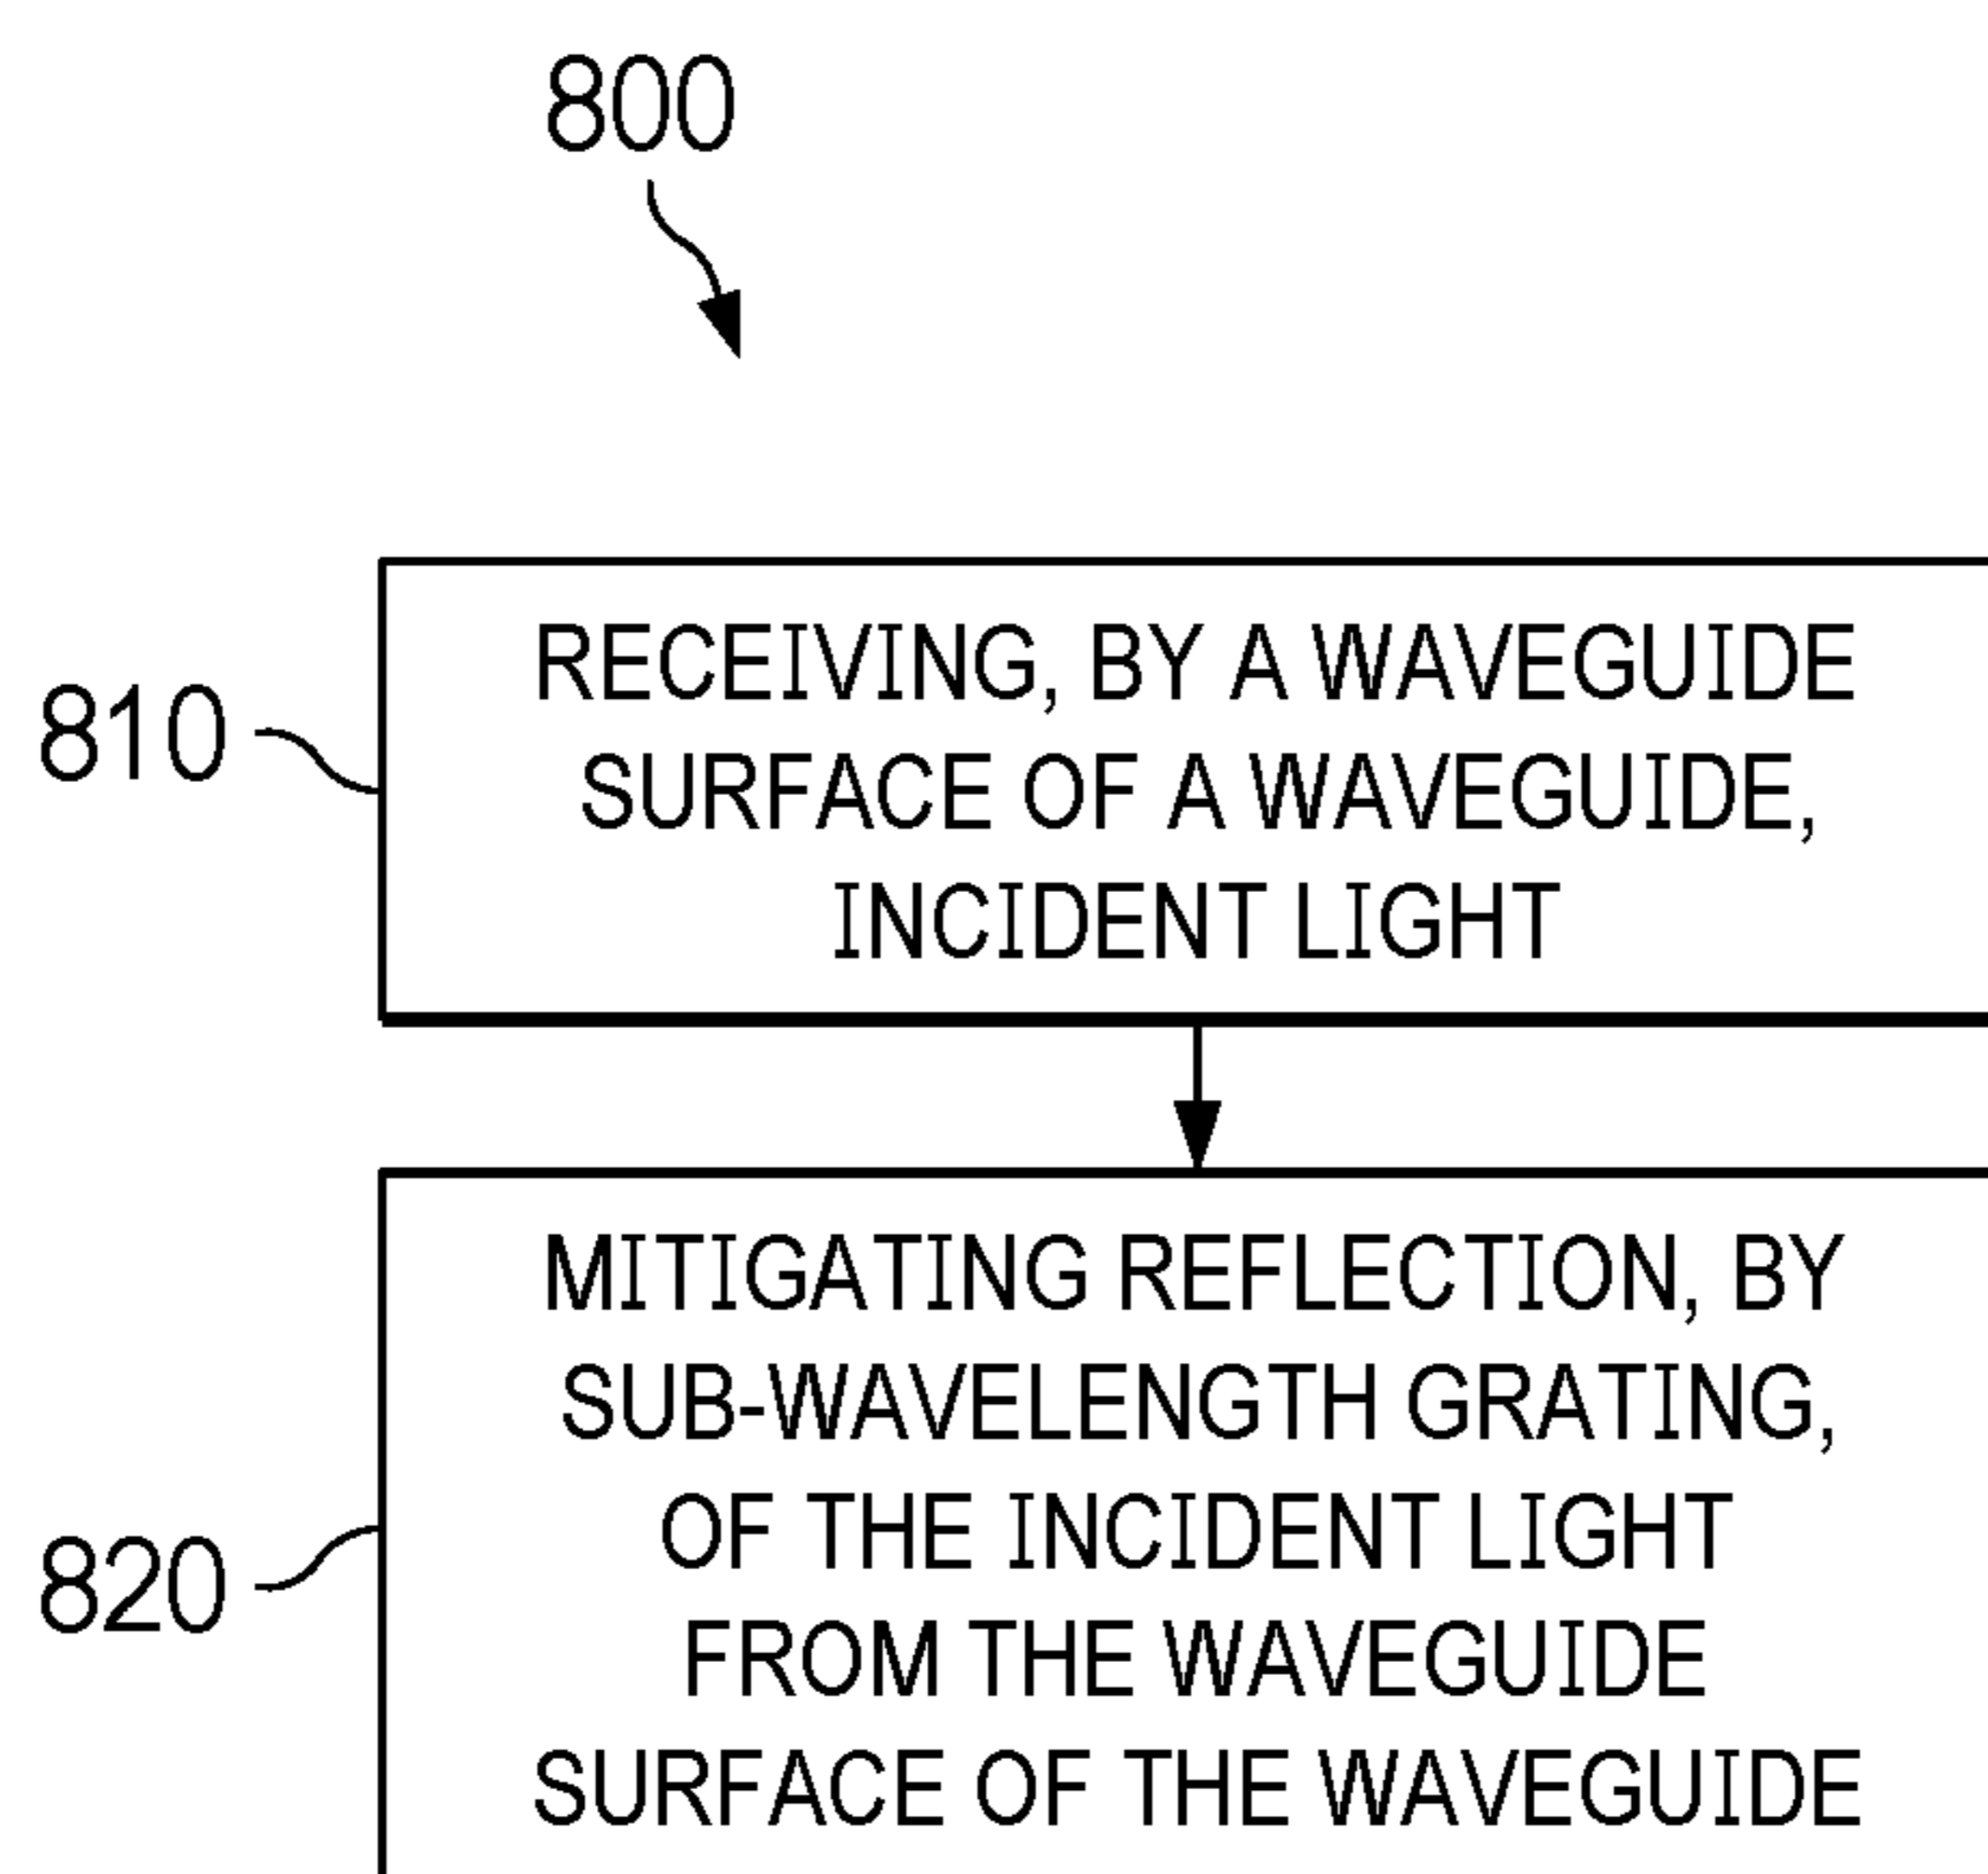 800
810
RECEIVING, BY A WAVEGUIDE
SURFACE OF A WAVEGUIDE,
INCIDENT LIGHT
820
MITIGATING REFLECTION, BY
SUB-WAVELENGTH GRATING,
OF THE INCIDENT LIGHT
FROM THE WAVEGUIDE
SURFACE OF THE WAVEGUIDE